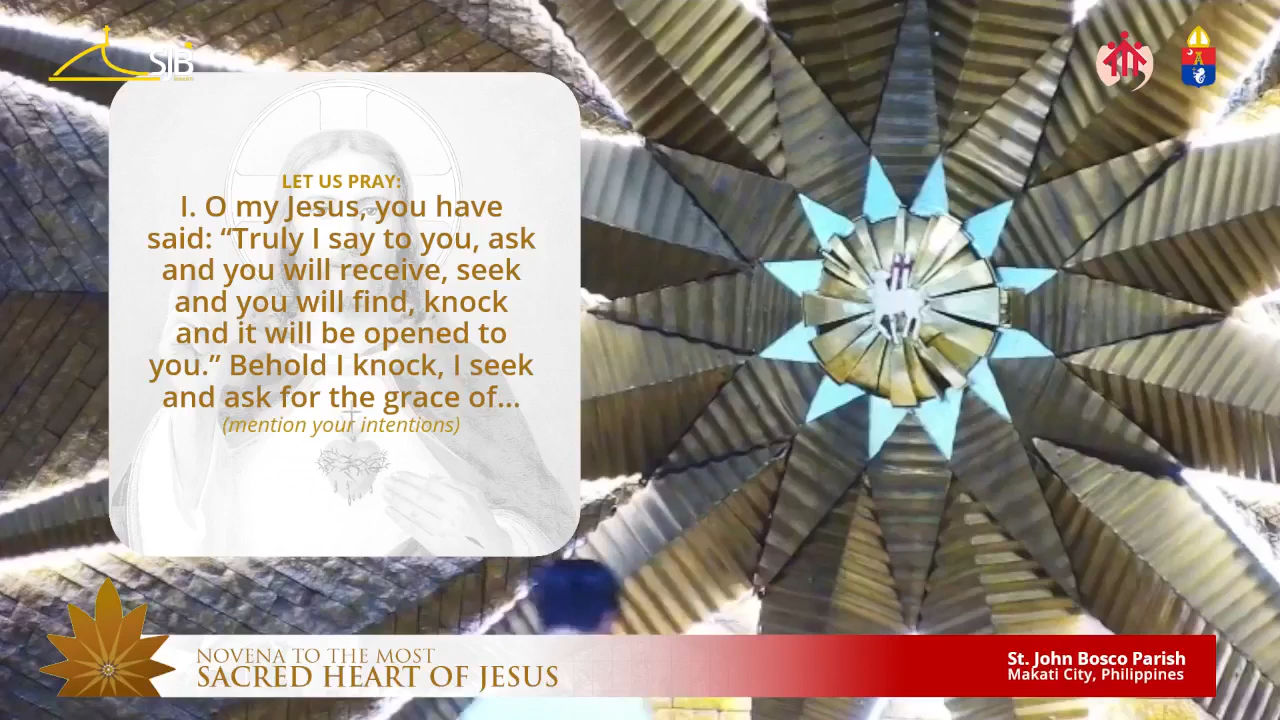 SJB
LET US PRAY:
I. O my Jesus, you have
said: “Truly I say to you, ask
and you will receive, seek
and you will find, knock
and it will be opened to
you.” Behold I knock, I seek
and ask for the grace of...
(mention your intentions)
NOVENA TO THE MOST
SACRED HEART OF JESUS
St. John Bosco Parish
Makati City, Philippines